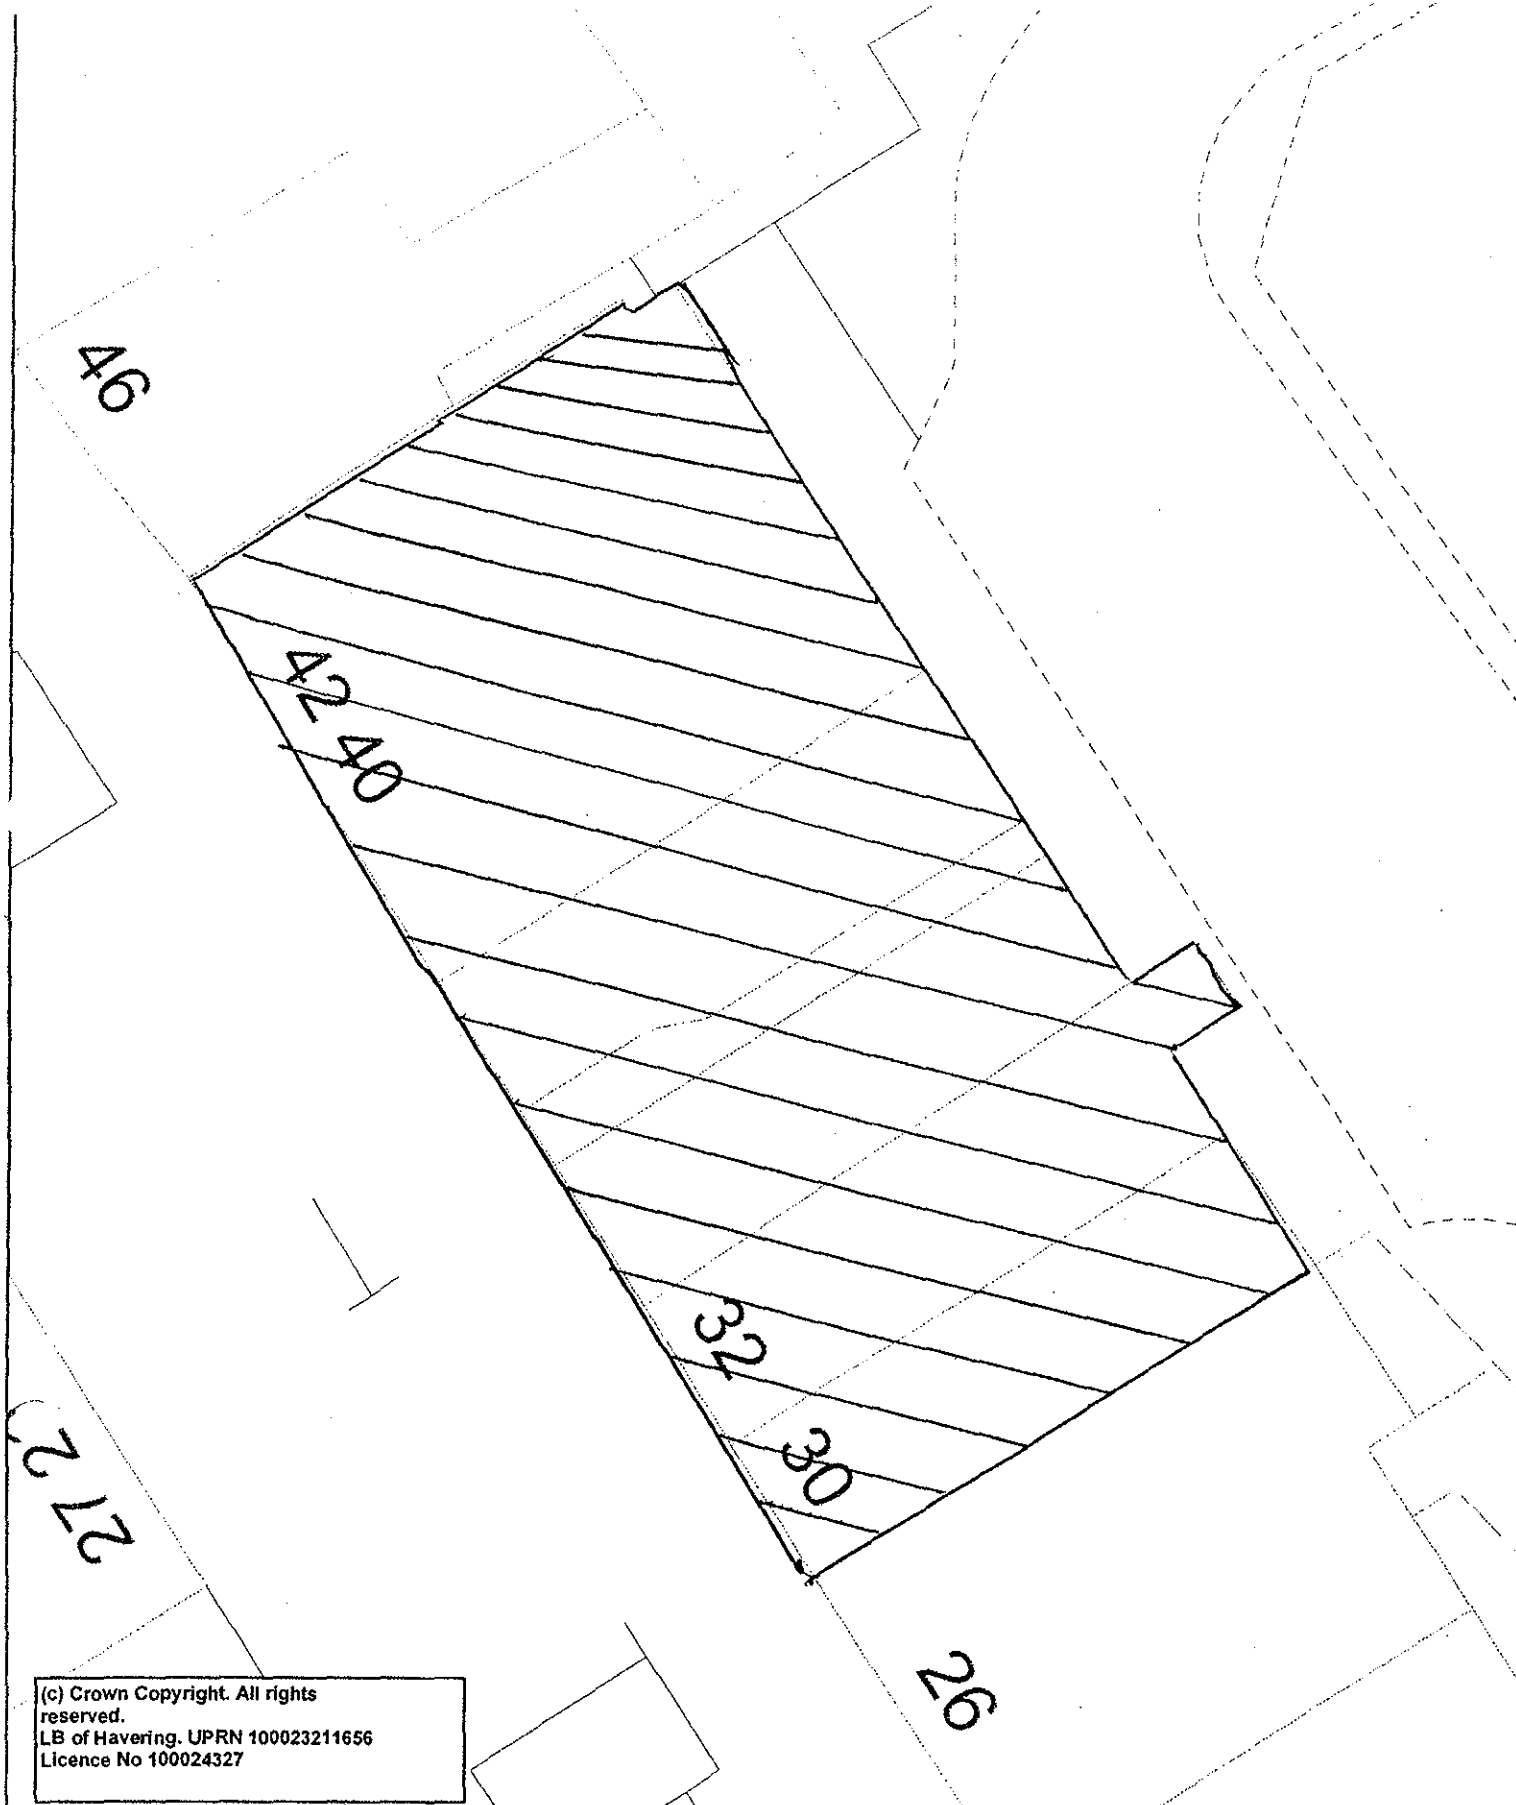 46
42
40
32
30
27
26
(c) Crown Copyright. All rights
reserved.
LB of Havering. UPRN 100023211656
Licence No 100024327